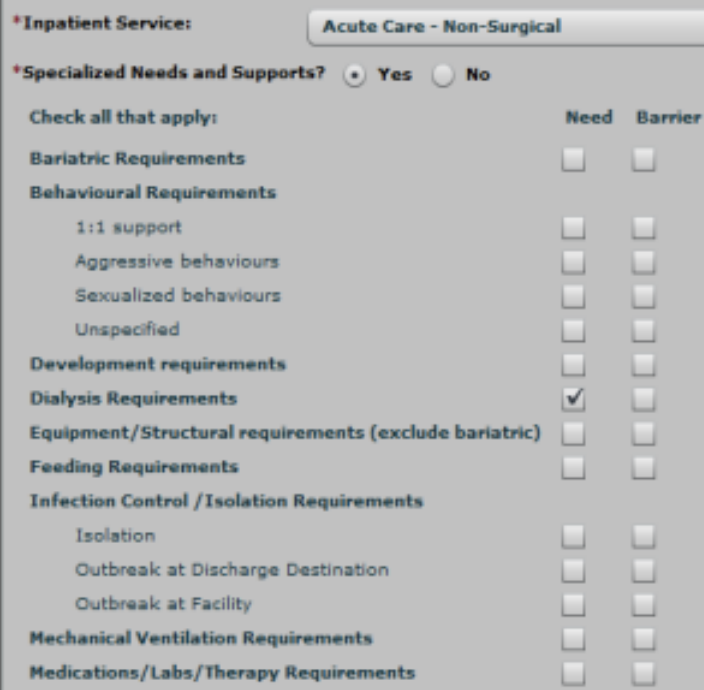 *Inpatient Service: Acute Care - Non-Surgical
*Specialized Needs and Supports? Yes No
Check all that apply: Need Barrier
Bariatric Requirements
Behavioural Requirements
1:1 support
Aggressive behaviours
Sexualized behaviours
Unspecified
Development requirements
Dialysis Requirements
Equipment/Structural requirements (exclude bariatric)
Feeding Requirements
Infection Control /Isolation Requirements
Isolation
Outbreak at Discharge Destination
Outbreak at Facility
Mechanical Ventilation Requirements
Medications/Labs/Therapy Requirements